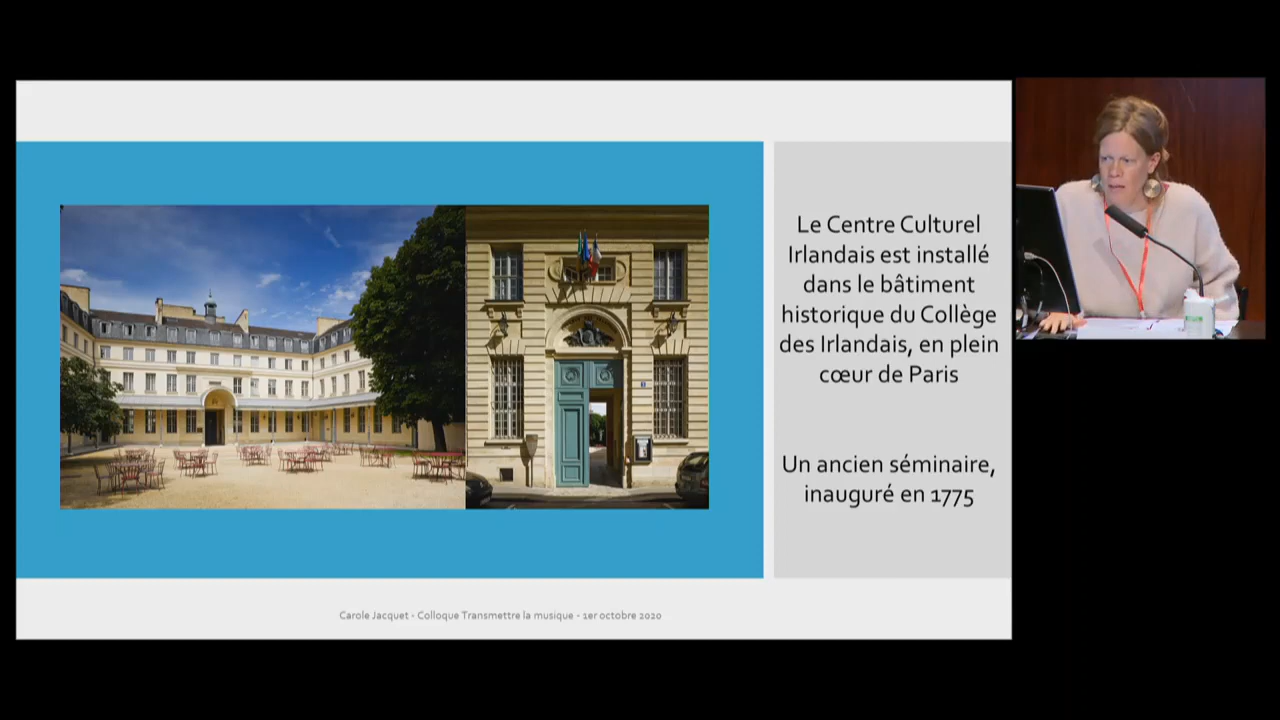 Le Centre Culturel
Irlandais est installé
dans le bâtiment
historique du Collège
des Irlandais, en plein
cœur de Paris
Un ancien séminaire,
inauguré en 1775
Carole Jacquet - Colloque Transmettre la musique - 1er octobre 2020